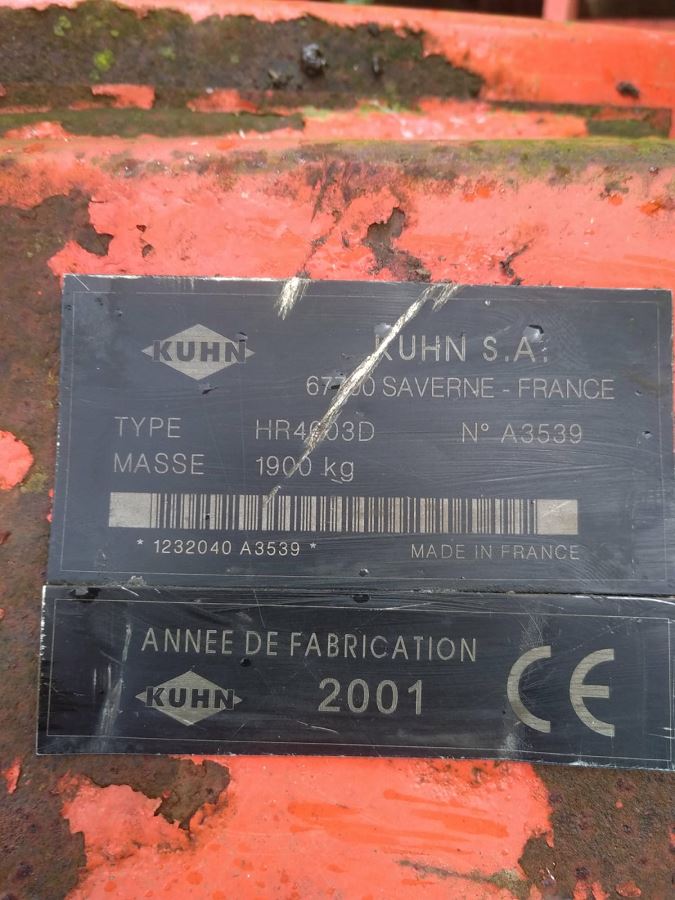 KUHN
KUHN S.A.
SAVERNE - FRANCE
TYPE HR4003D N° A3539
MASSE 1900 kg
* 1232040 A3539 *
MADE IN FRANCE
ANNEE DE FABRICATION
KUHN 2001 CE